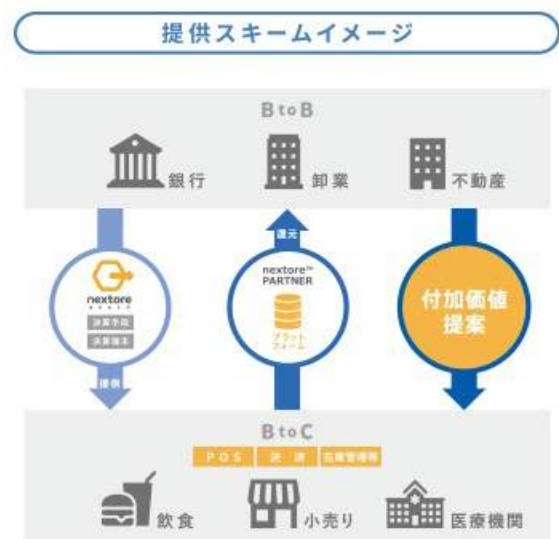 提供スキームイメージ
BtoB
銀行
卸業
不動産
還元
nextore
決算手段
決算端末
提供
nextore™
PARTNER
プラット
フォーム
付加価値
提案
BtoC
POS
決済
在庫管理等
飲食
小売り
医療機関